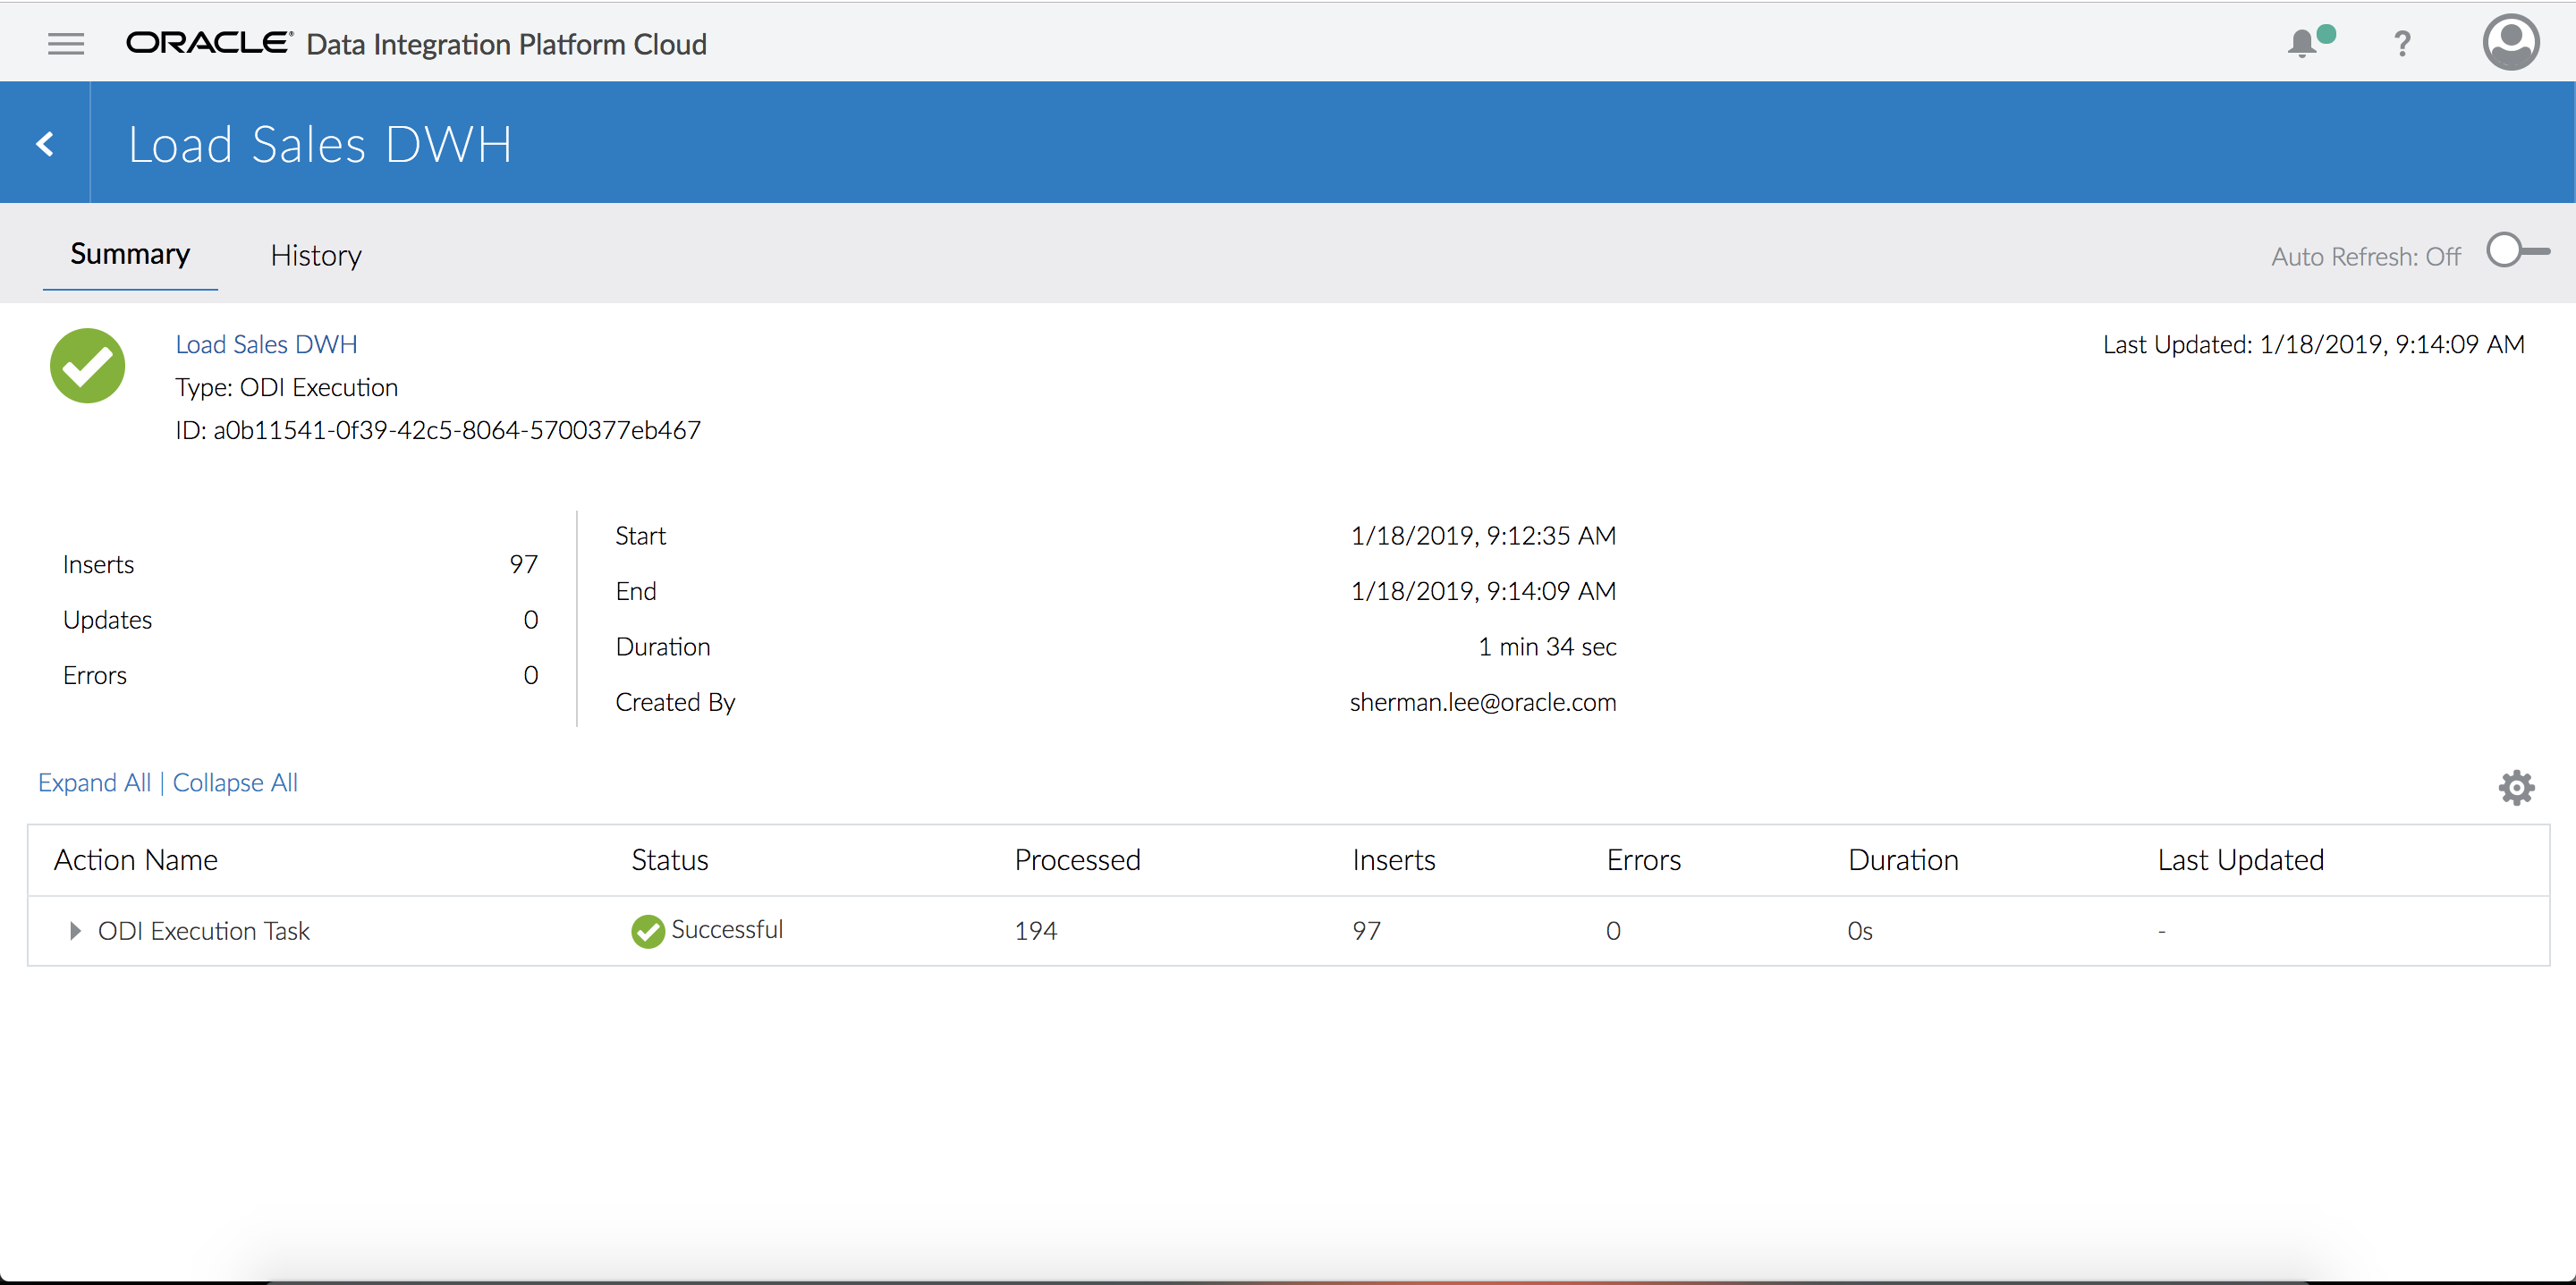 ORACLE® Data Integration Platform Cloud
?
Load Sales DWH
Summary History Auto Refresh: Off
Load Sales DWH Last Updated: 1/18/2019, 9:14:09 AM
Type: ODI Execution
ID: a0b11541-0f39-42c5-8064-5700377eb467
Start 1/18/2019, 9:12:35 AM
Inserts 97
End 1/18/2019, 9:14:09 AM
Updates 0
Duration 1 min 34 sec
Errors 0
Created By sherman.lee@oracle.com
Expand All | Collapse All
Action Name Status Processed Inserts Errors Duration Last Updated
ODI Execution Task Successful 194 97 0 0s -